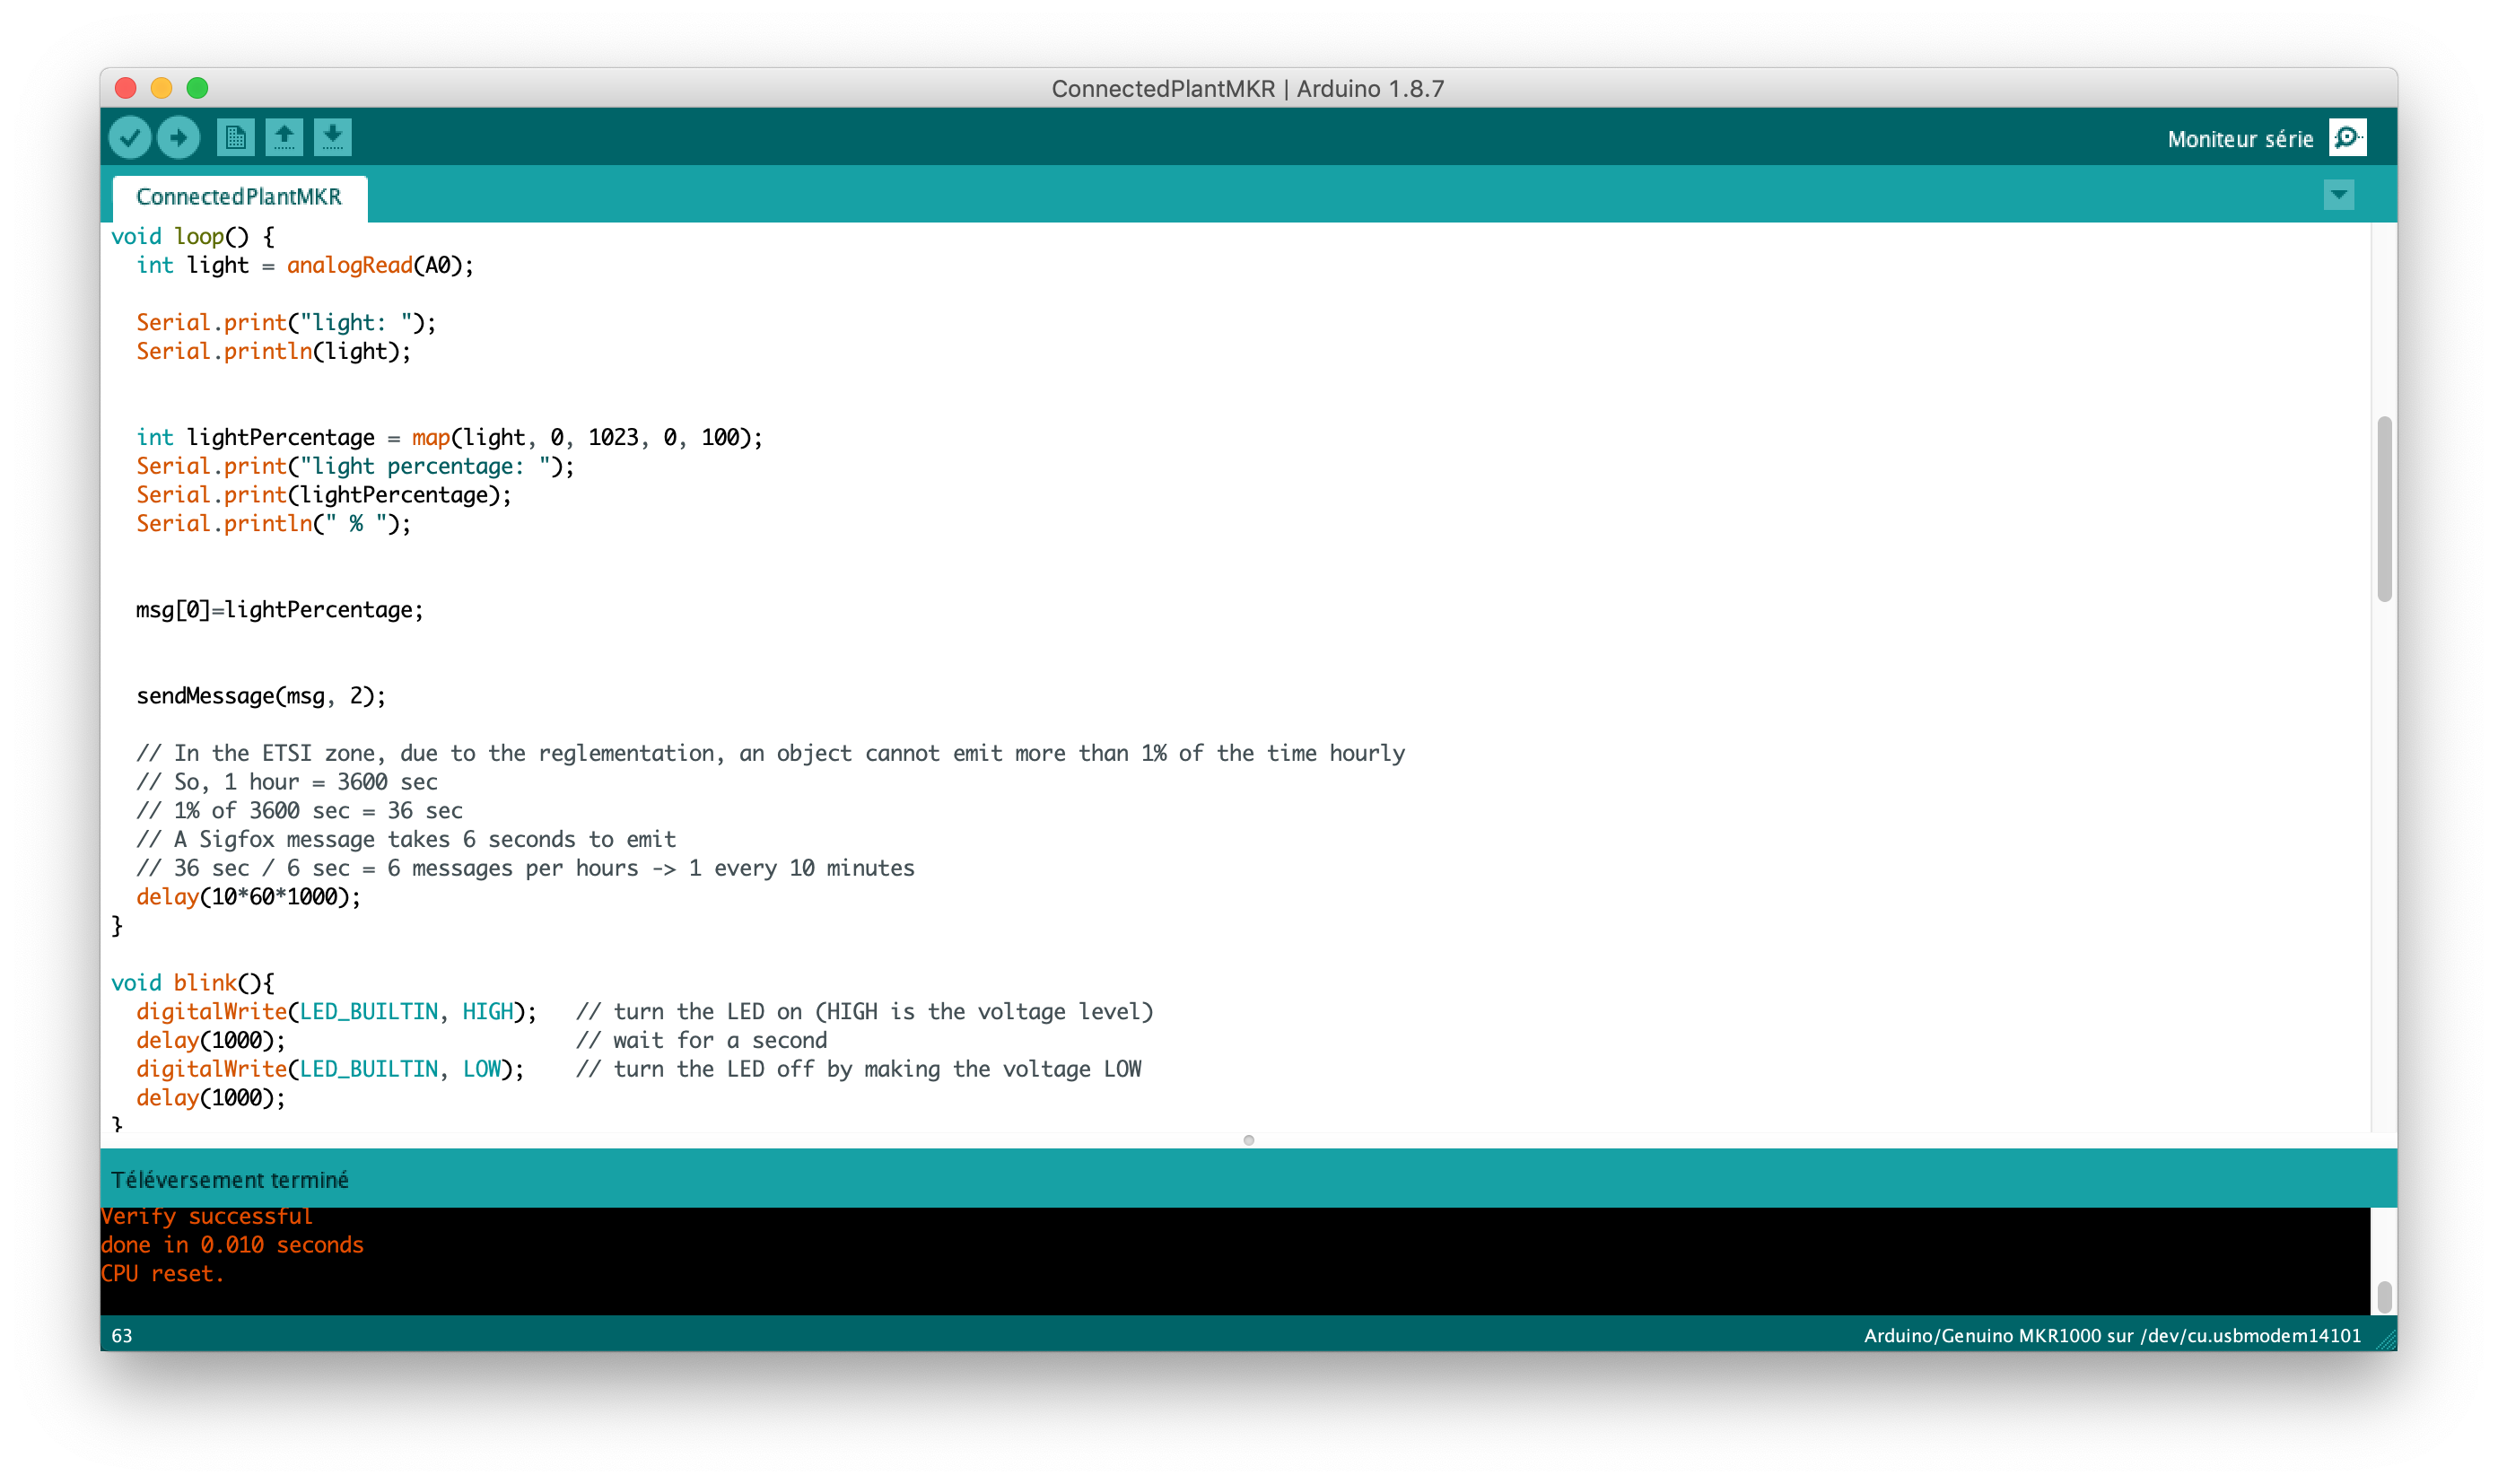 ConnectedPlantMKR | Arduino 1.8.7
Moniteur série
ConnectedPlantMKR
void loop() {
  int light = analogRead(A0);
  Serial.print("light: ");
  Serial.println(light);
  int lightPercentage = map(light, 0, 1023, 0, 100);
  Serial.print("light percentage: ");
  Serial.print(lightPercentage);
  Serial.println(" % ");
  msg[0]=lightPercentage;
  sendMessage(msg, 2);
  // In the ETSI zone, due to the reglementation, an object cannot emit more than 1% of the time hourly
  // So, 1 hour = 3600 sec
  // 1% of 3600 sec = 36 sec
  // A Sigfox message takes 6 seconds to emit
  // 36 sec / 6 sec = 6 messages per hours -> 1 every 10 minutes
  delay(10*60*1000);
}
void blink(){
  digitalWrite(LED_BUILTIN, HIGH);   // turn the LED on (HIGH is the voltage level)
  delay(1000);                       // wait for a second
  digitalWrite(LED_BUILTIN, LOW);    // turn the LED off by making the voltage LOW
  delay(1000);
}
Téléversement terminé
Verify successful
done in 0.010 seconds
CPU reset.
63
Arduino/Genuino MKR1000 sur /dev/cu.usbmodem14101